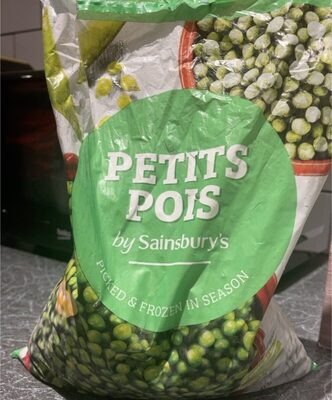 PETITS
POIS
by Sainsbury's
PICKED & FROZEN IN SEASON